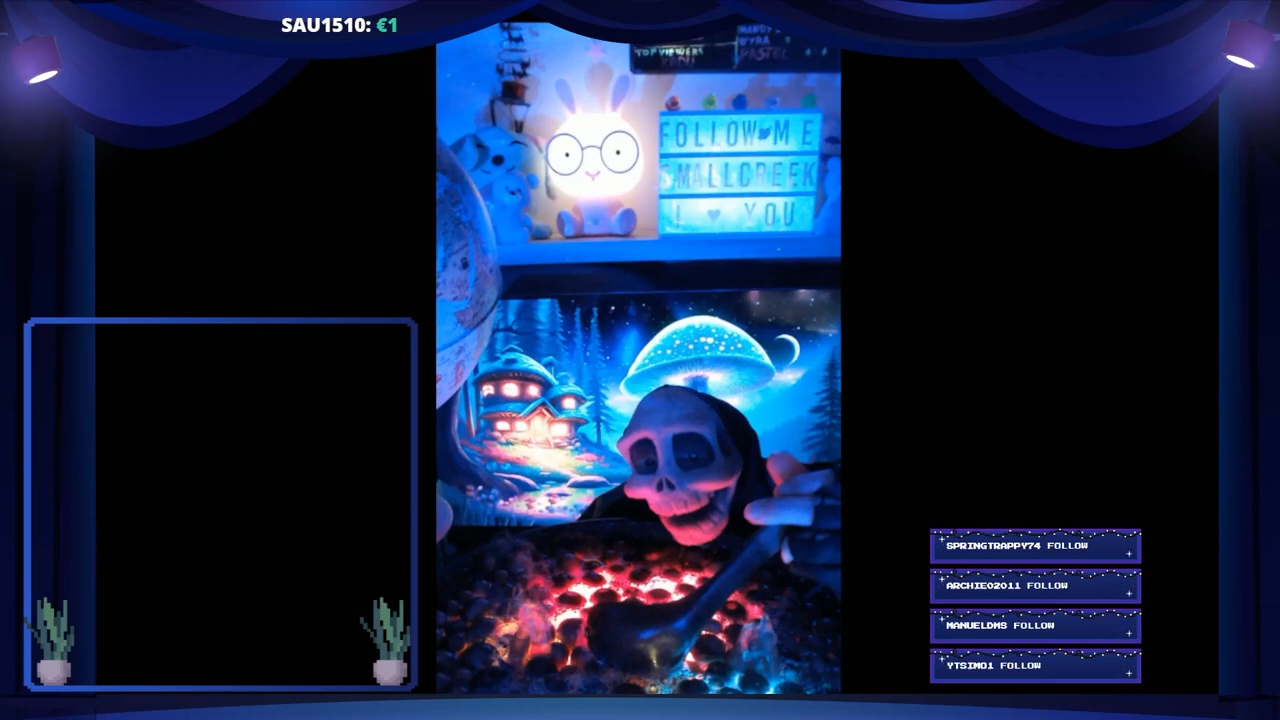 SAU1510: €1
TOP VIEWERS
PASTEL
FOLLOW ME
SMALLCREEK
I ♥ YOU
SPRINGTRAPPY74 FOLLOW
ARCHIE02011 FOLLOW
MANUELDMS FOLLOW
YTSIMO1 FOLLOW